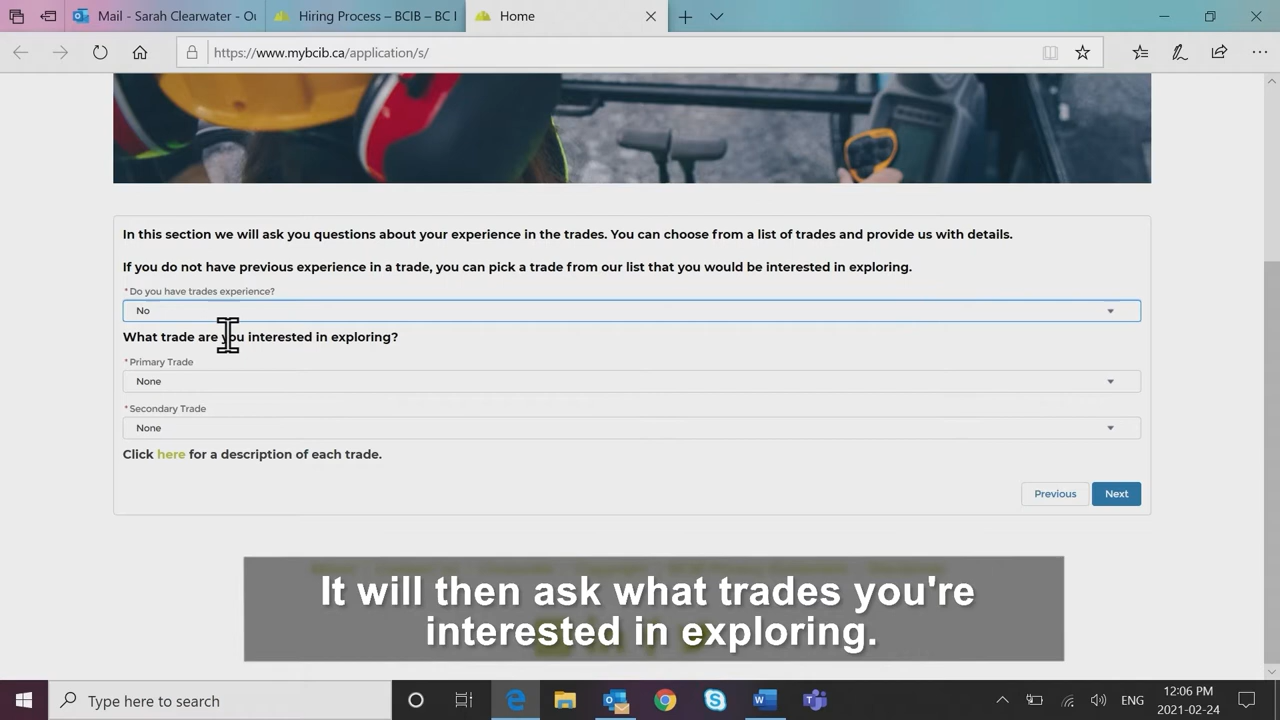 Mail - Sarah Clearwater - Ou
Hiring Process – BCIB – BC I
Home
https://www.mybcib.ca/application/s/
In this section we will ask you questions about your experience in the trades. You can choose from a list of trades and provide us with details.
If you do not have previous experience in a trade, you can pick a trade from our list that you would be interested in exploring.
* Do you have trades experience?
No
What trade are you interested in exploring?
* Primary Trade
None
* Secondary Trade
None
Click here for a description of each trade.
Previous
Next
It will then ask what trades you're
interested in exploring.
Type here to search
ENG
12:06 PM
2021-02-24